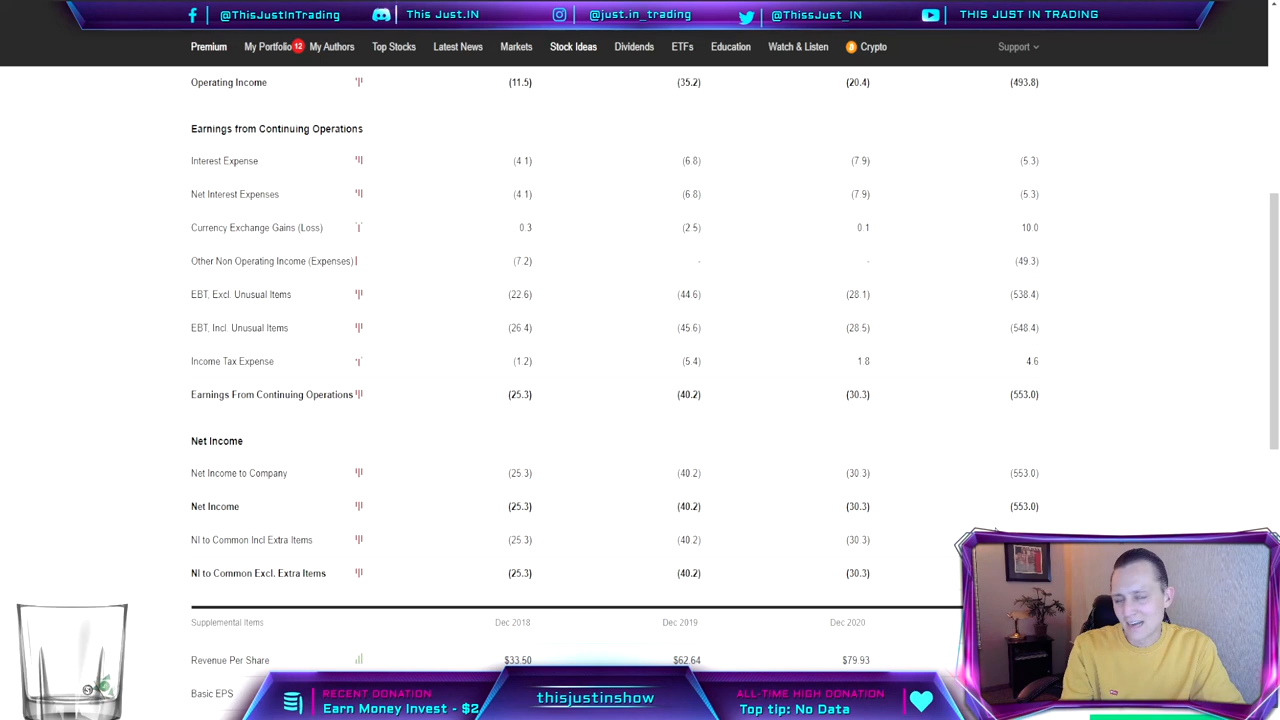 @ThisJustInTrading This Just.IN @just.in_trading @ThissJust_IN THIS JUST IN TRADING
Premium My Portfolio 12 My Authors Top Stocks Latest News Markets Stock Ideas Dividends ETFs Education Watch & Listen Crypto Support
Operating Income (11.5) (35.2) (20.4) (493.8)
Earnings from Continuing Operations
Interest Expense (4.1) (6.8) (7.9) (5.3)
Net Interest Expenses (4.1) (6.8) (7.9) (5.3)
Currency Exchange Gains (Loss) 0.3 (2.5) 0.1 10.0
Other Non Operating Income (Expenses) (7.2) - - (49.3)
EBT, Excl. Unusual Items (22.6) (44.6) (28.1) (538.4)
EBT, Incl. Unusual Items (26.4) (45.6) (28.5) (548.4)
Income Tax Expense (1.2) (5.4) 1.8 4.6
Earnings From Continuing Operations (25.3) (40.2) (30.3) (553.0)
Net Income
Net Income to Company (25.3) (40.2) (30.3) (553.0)
Net Income (25.3) (40.2) (30.3) (553.0)
NI to Common Incl Extra Items (25.3) (40.2) (30.3)
NI to Common Excl. Extra Items (25.3) (40.2) (30.3)
Supplemental Items Dec 2018 Dec 2019 Dec 2020
Revenue Per Share $33.50 $62.64 $79.93
Basic EPS
RECENT DONATION
Earn Money Invest - $2
thisjustinshow
ALL-TIME HIGH DONATION
Top tip: No Data